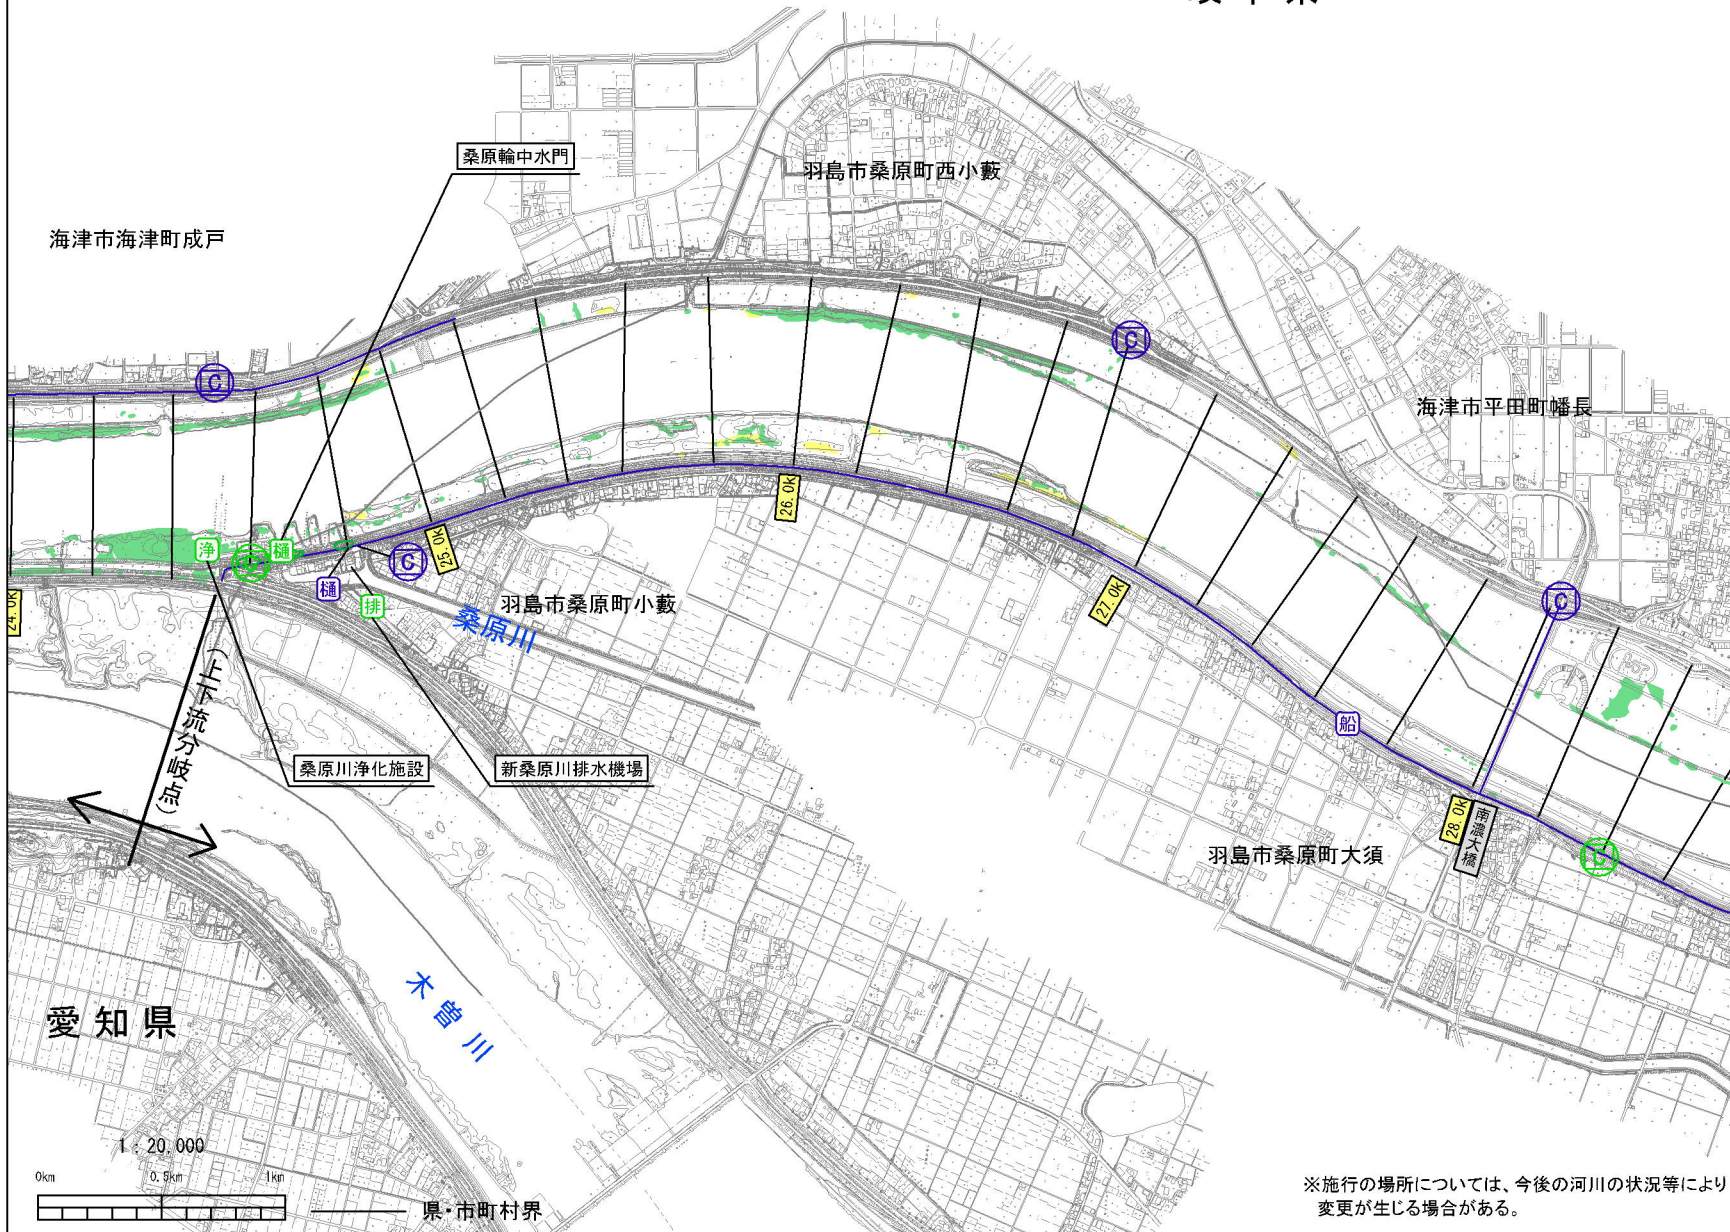 桑原輪中水門
羽島市桑原町西小藪
海津市海津町成戸
C
C
海津市平田町幡長
26.0k
浄
C
樋
C
25.0k
樋
排
羽島市桑原町小藪
桑原川
27.0k
24.0k
C
(上下流分岐点)
船
桑原川浄化施設
新桑原川排水機場
28.0k
南濃大橋
羽島市桑原町大須
C
木曽川
愛知県
1:20,000
0km 0.5km 1km
県・市町村界
※施行の場所については、今後の河川の状況等により
変更が生じる場合がある。